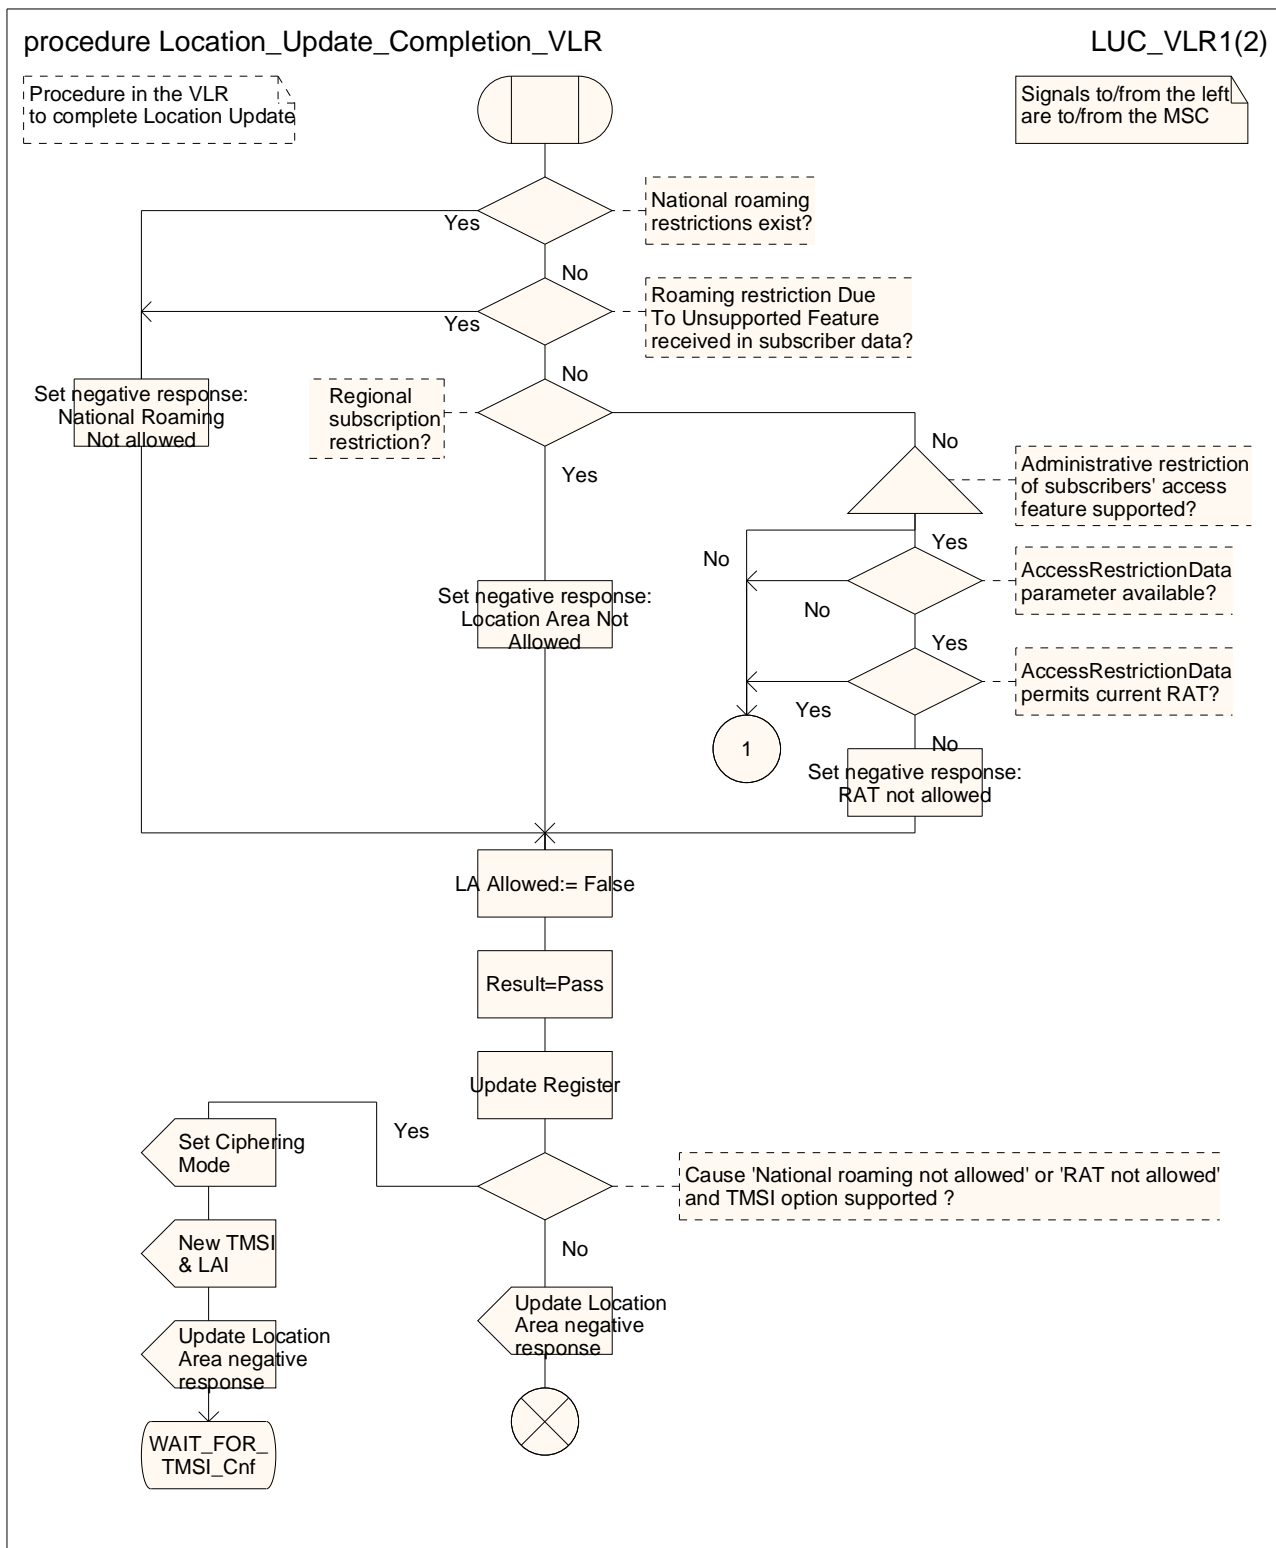 procedure Location_Update_Completion_VLR
LUC_VLR1(2)
Procedure in the VLR
to complete Location Update
Signals to/from the left
are to/from the MSC
National roaming
restrictions exist?
Yes
No
Roaming restriction Due
To Unsupported Feature
received in subscriber data?
Yes
No
Set negative response:
National Roaming
Not allowed
Regional
subscription
restriction?
No
Yes
Administrative restriction
of subscribers' access
feature supported?
Yes
No
AccessRestrictionData
parameter available?
No
Set negative response:
Location Area Not
Allowed
Yes
AccessRestrictionData
permits current RAT?
Yes
No
1
Set negative response:
RAT not allowed
LA Allowed:= False
Result=Pass
Update Register
Yes
Set Ciphering
Mode
Cause 'National roaming not allowed' or 'RAT not allowed'
and TMSI option supported ?
No
New TMSI
& LAI
Update Location
Area negative
response
Update Location
Area negative
response
WAIT_FOR_
TMSI_Cnf